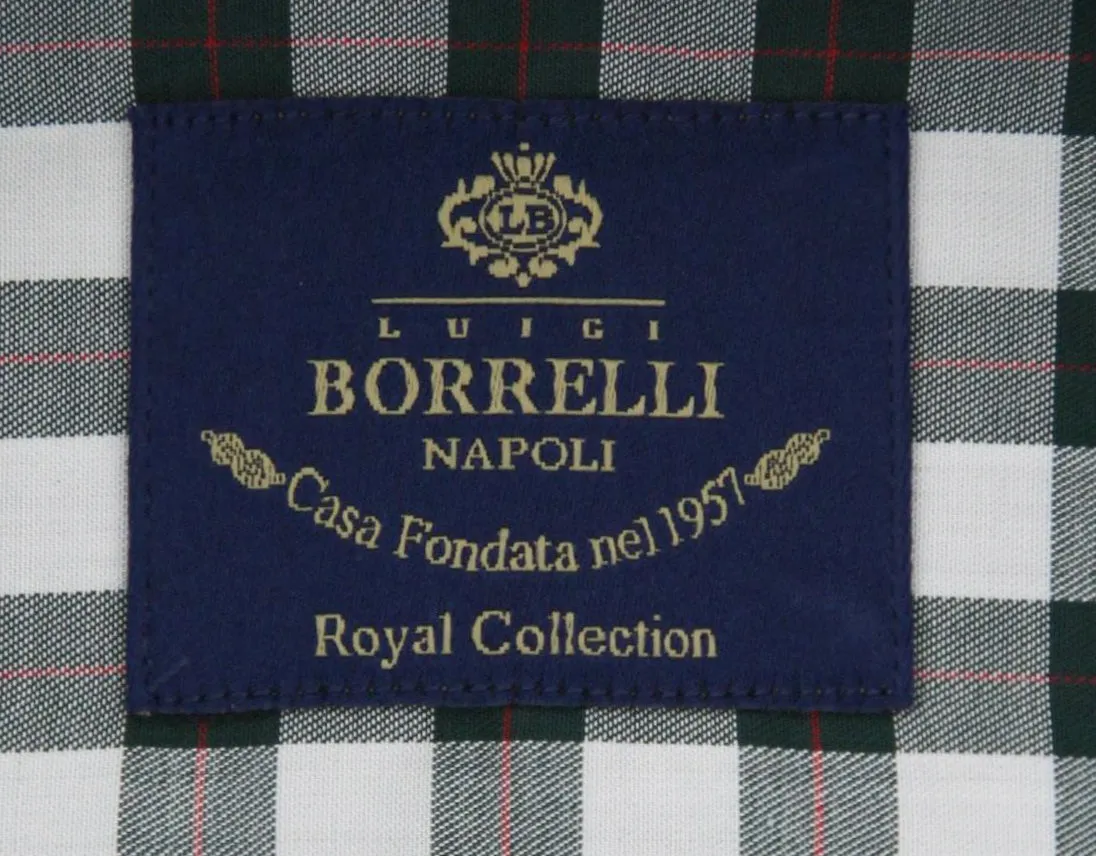 LB
LUIGI
BORRELLI
NAPOLI
Casa Fondata nel 1957
Royal Collection